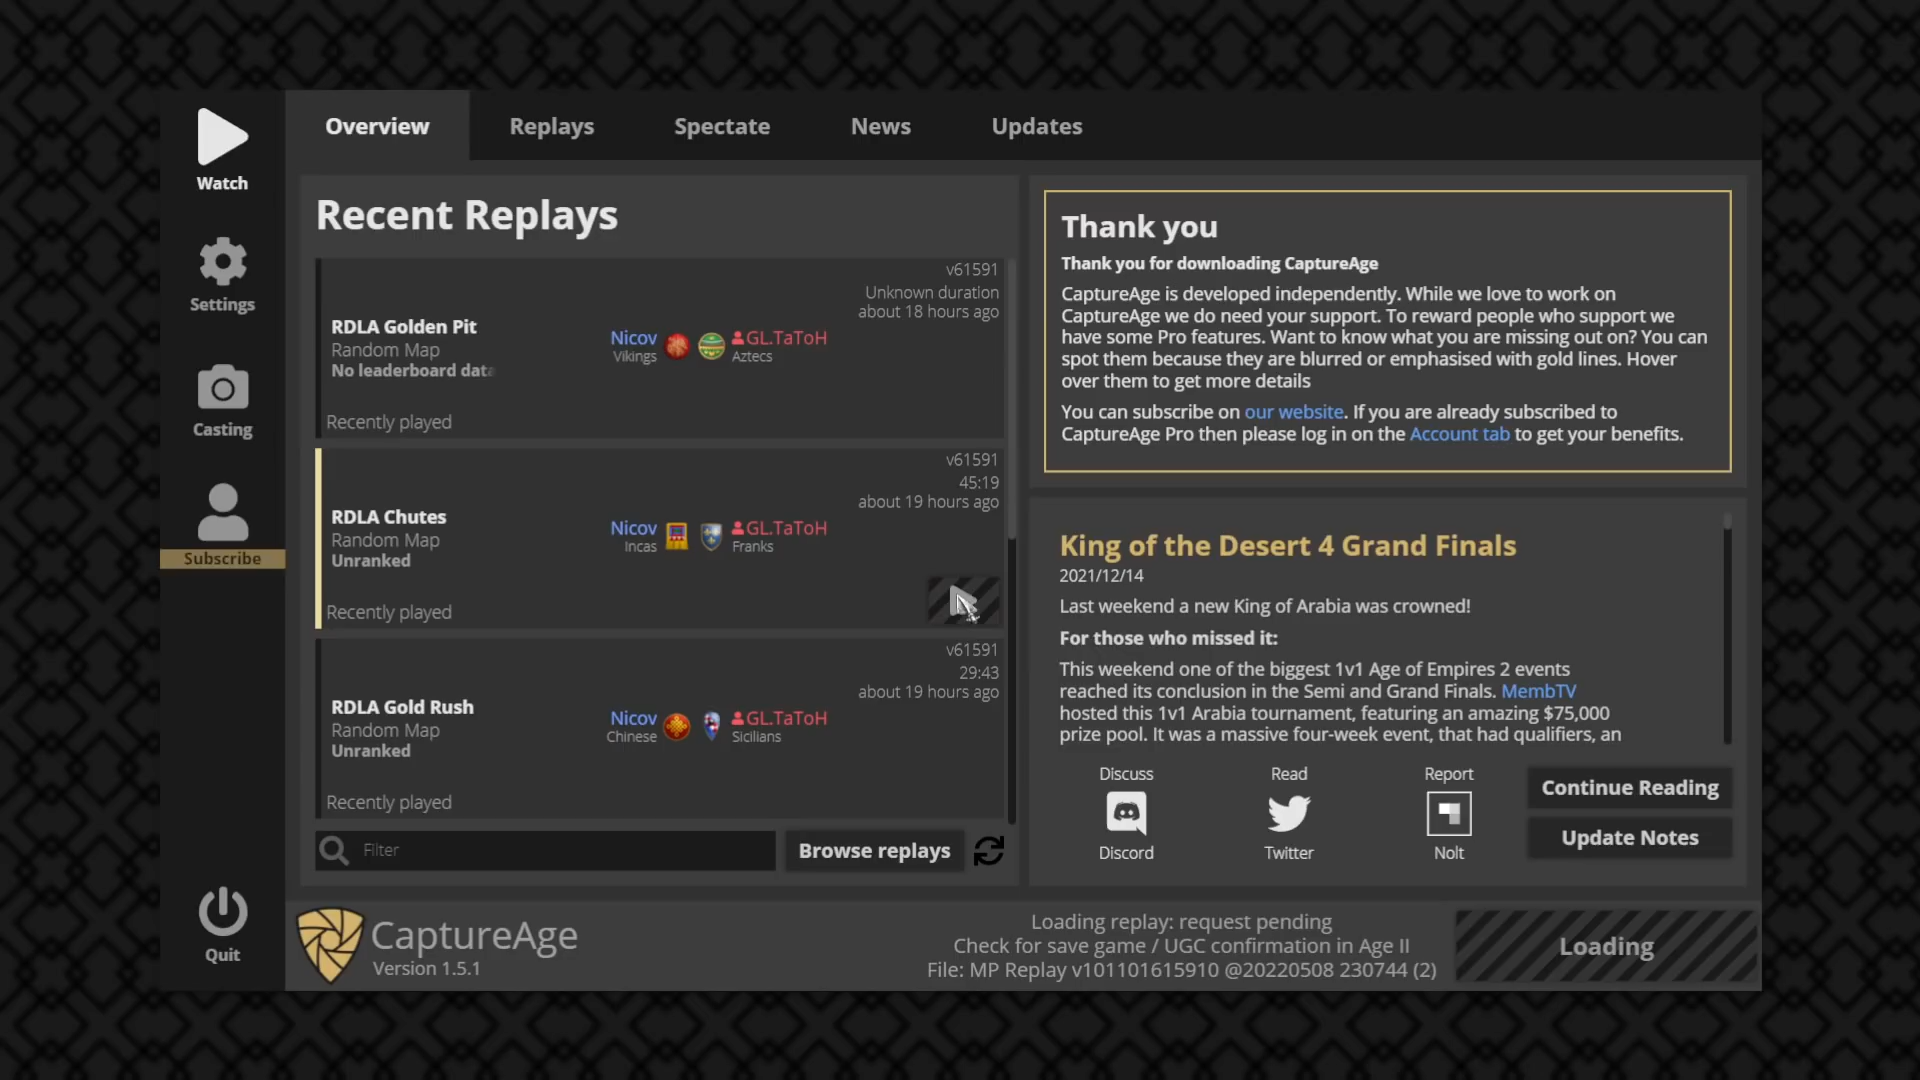 Watch
Settings
Casting
Subscribe
Quit
Overview
Replays
Spectate
News
Updates
Recent Replays
v61591
Unknown duration
about 18 hours ago
RDLA Golden Pit
Random Map
No leaderboard data
Nicov
Vikings
GL.TaToH
Aztecs
Recently played
v61591
45:19
about 19 hours ago
RDLA Chutes
Random Map
Unranked
Nicov
Incas
GL.TaToH
Franks
Recently played
v61591
29:43
about 19 hours ago
RDLA Gold Rush
Random Map
Unranked
Nicov
Chinese
GL.TaToH
Sicilians
Recently played
Filter
Browse replays
Thank you
Thank you for downloading CaptureAge
CaptureAge is developed independently. While we love to work on
CaptureAge we do need your support. To reward people who support we
have some Pro features. Want to know what you are missing out on? You can
spot them because they are blurred or emphasised with gold lines. Hover
over them to get more details
You can subscribe on our website. If you are already subscribed to
CaptureAge Pro then please log in on the Account tab to get your benefits.
King of the Desert 4 Grand Finals
2021/12/14
Last weekend a new King of Arabia was crowned!
For those who missed it:
This weekend one of the biggest 1v1 Age of Empires 2 events
reached its conclusion in the Semi and Grand Finals. MembTV
hosted this 1v1 Arabia tournament, featuring an amazing $75,000
prize pool. It was a massive four-week event, that had qualifiers, an
Discuss
Discord
Read
Twitter
Report
Nolt
Continue Reading
Update Notes
CaptureAge
Version 1.5.1
Loading replay: request pending
Check for save game / UGC confirmation in Age II
File: MP Replay v101101615910 @20220508 230744 (2)
Loading